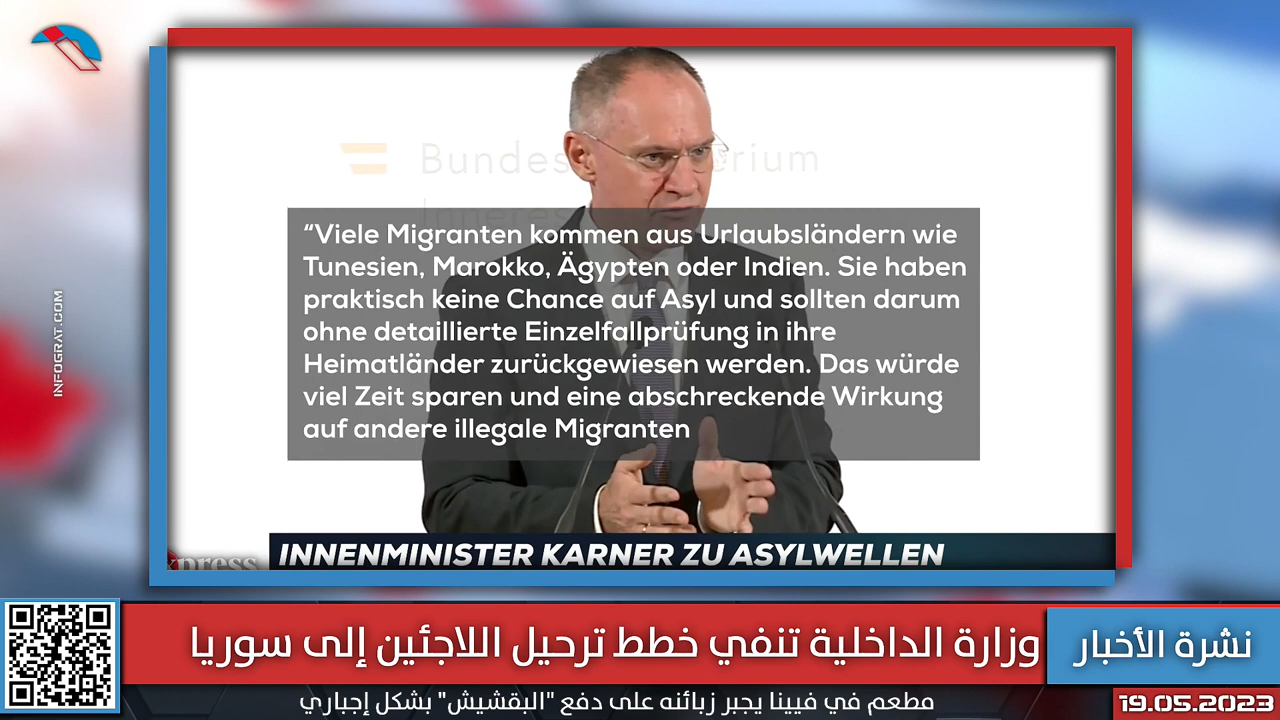 Bundes
rium
Innere
“Viele Migranten kommen aus Urlaubsländern wie
Tunesien, Marokko, Ägypten oder Indien. Sie haben
praktisch keine Chance auf Asyl und sollten darum
ohne detaillierte Einzelfallprüfung in ihre
Heimatländer zurückgewiesen werden. Das würde
viel Zeit sparen und eine abschreckende Wirkung
auf andere illegale Migranten
INFOGRAT.COM
xpress
INNENMINISTER KARNER ZU ASYLWELLEN
نشرة الأخبار
وزارة الداخلية تنفي خطط ترحيل اللاجئين إلى سوريا
مطعم في فيينا يجبر زبائنه على دفع "البقشيش" بشكل إجباري
19.05.2023